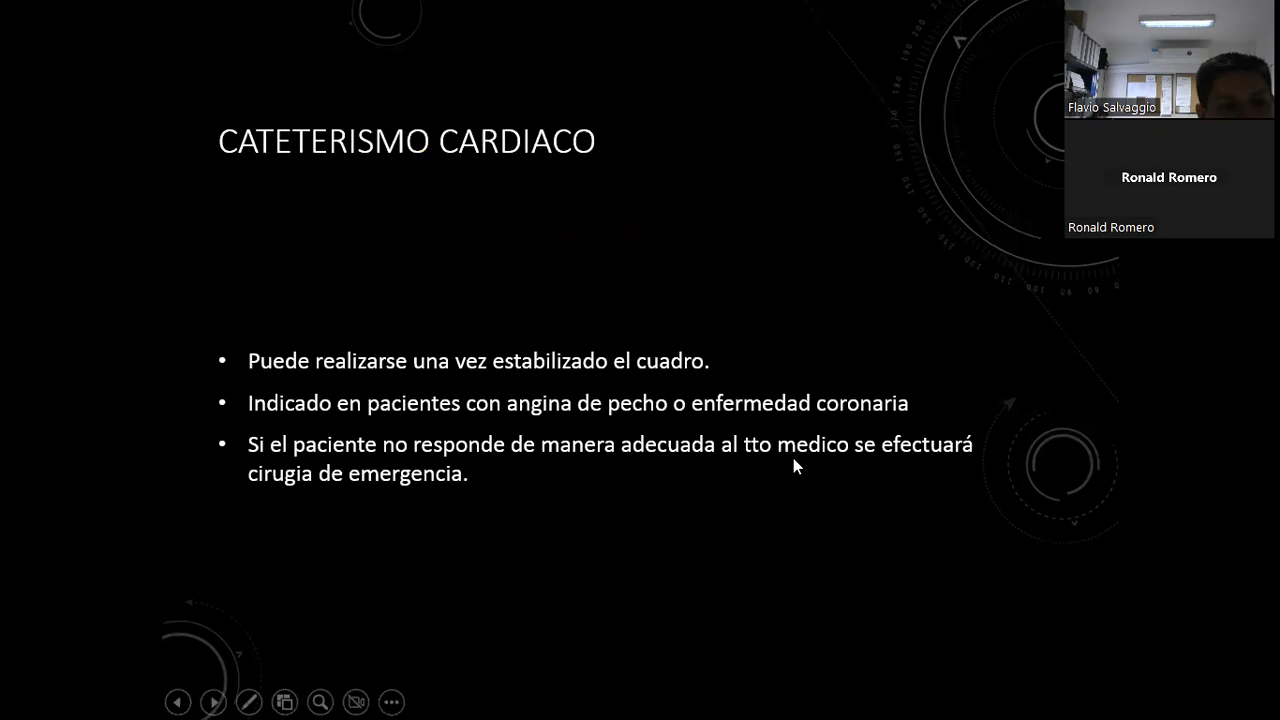 CATETERISMO CARDIACO
• Puede realizarse una vez estabilizado el cuadro.
• Indicado en pacientes con angina de pecho o enfermedad coronaria
• Si el paciente no responde de manera adecuada al tto medico se efectuará
cirugia de emergencia.
Flavio Salvaggio
Ronald Romero
Ronald Romero